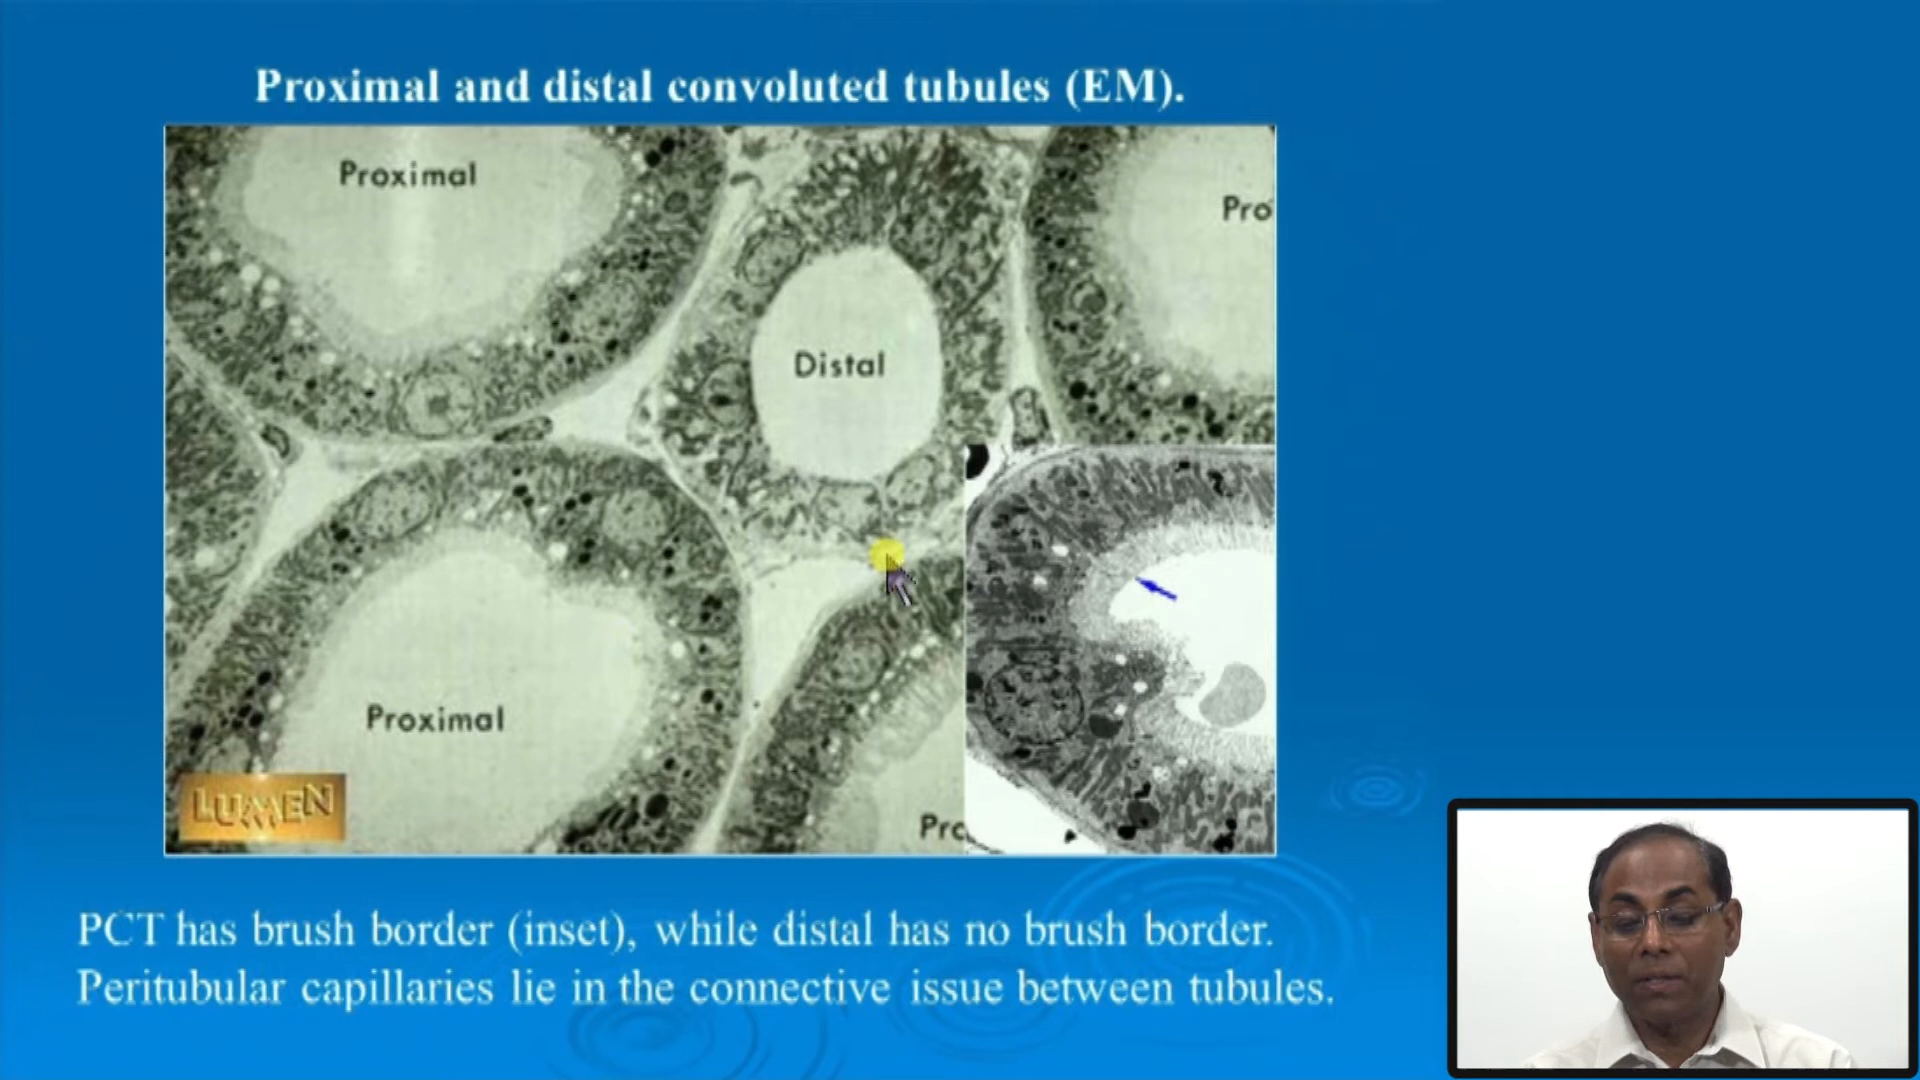 Proximal and distal convoluted tubules (EM).
Proximal
Pro
Distal
Proximal
LUMEN
Pro
PCT has brush border (inset), while distal has no brush border.
Peritubular capillaries lie in the connective issue between tubules.